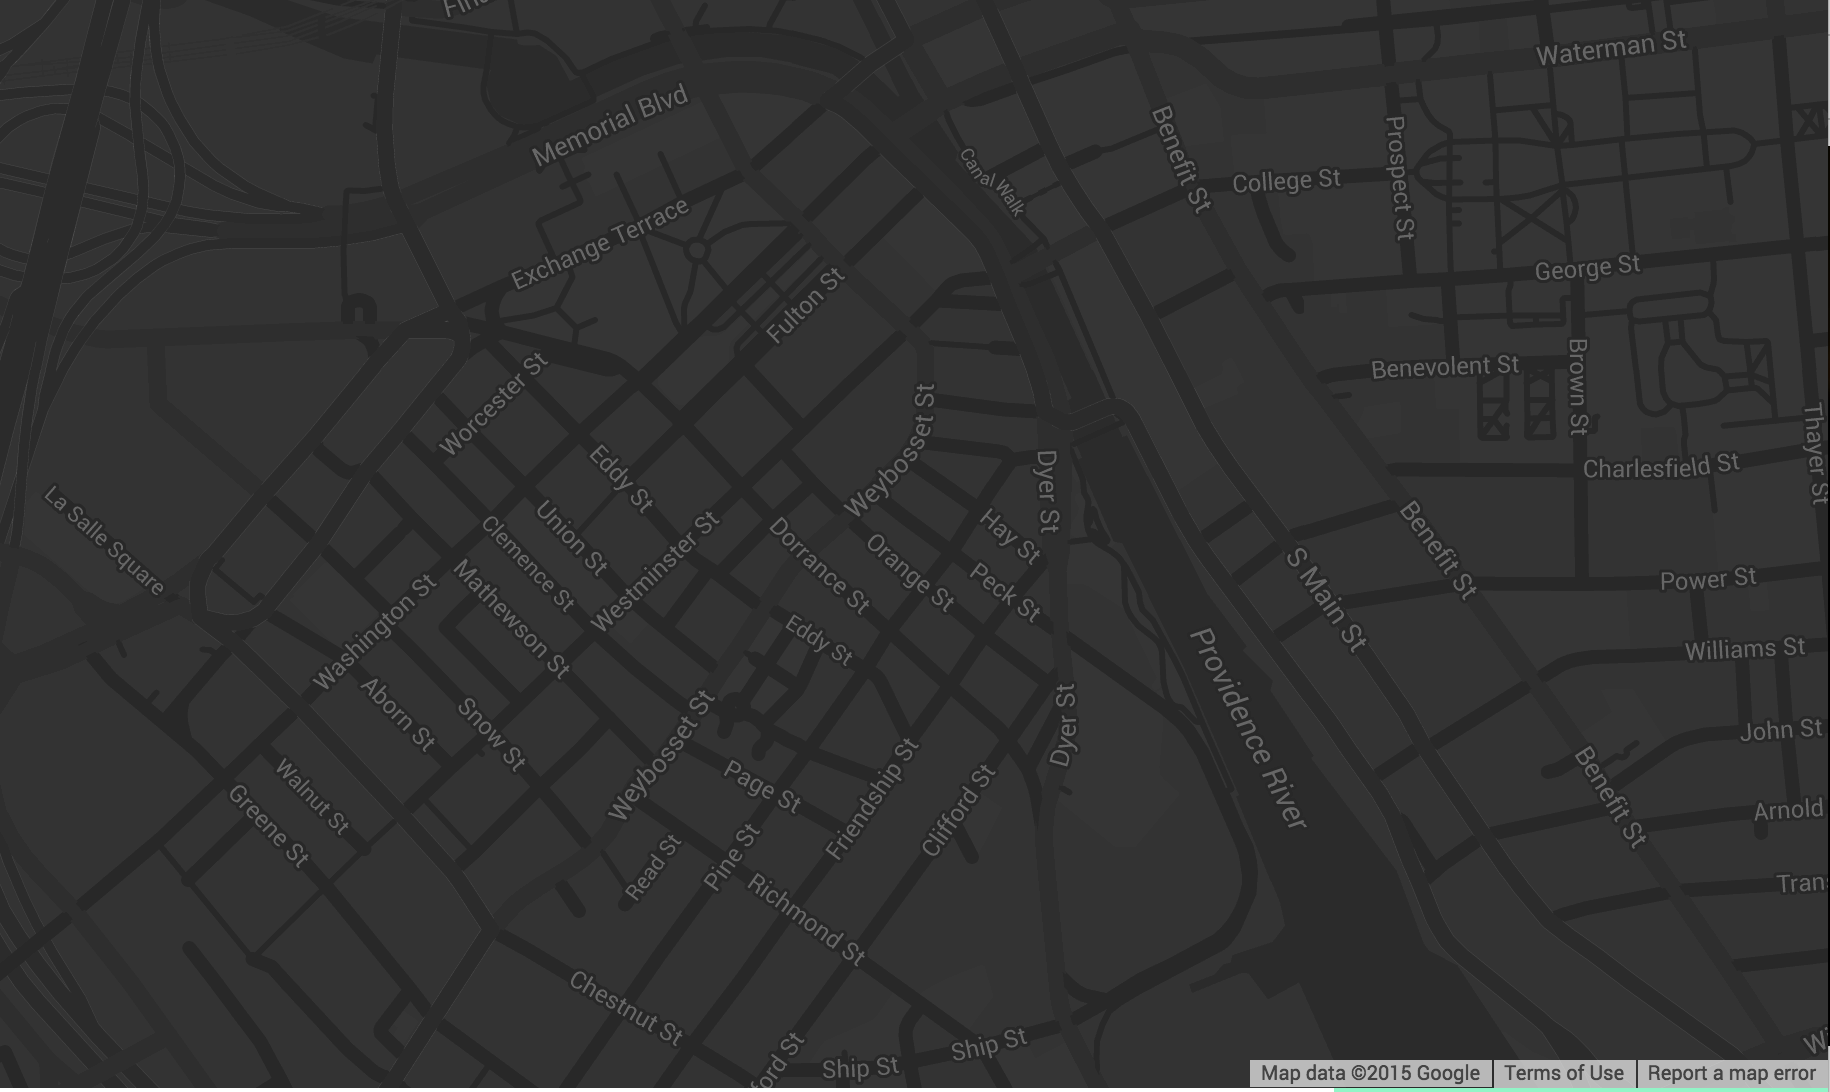 Waterman St
Memorial Blvd
Benefit St
Prospect St
Canal Walk
College St
Exchange Terrace
George St
Fulton St
Benevolent St
Brown St
Worcester St
Weybosset St
Thayer St
Charlesfield St
Eddy St
Dyer St
La Salle Square
Union St
Clemence St
Westminster St
Dorrance St
Orange St
Hay St
Peck St
Benefit St
S Main St
Power St
Washington St
Mathewson St
Eddy St
Providence River
Williams St
Aborn St
Snow St
Weybosset St
Dyer St
John St
Page St
Friendship St
Clifford St
Benefit St
Arnold
Walnut St
Greene St
Read St
Pine St
Richmond St
Tran
Chestnut St
ord St
Ship St
Ship St
Map data ©2015 Google
Terms of Use
Report a map error